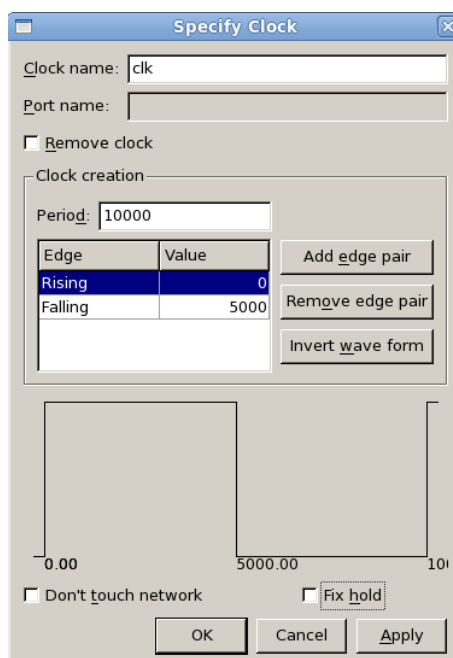 Specify Clock
Clock name: clk
Port name:
Remove clock
Clock creation
Period: 10000
Edge Value Add edge pair
Rising 0
Falling 5000 Remove edge pair
Invert wave form
0.00 5000.00 100
Don't touch network Fix hold
OK Cancel Apply